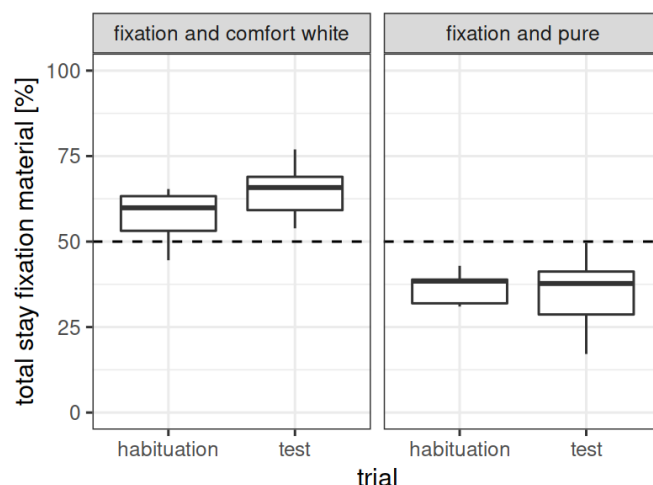 fixation and comfort white
fixation and pure
total stay fixation material [%]
100
75
50
25
0
habituation
test
habituation
test
trial